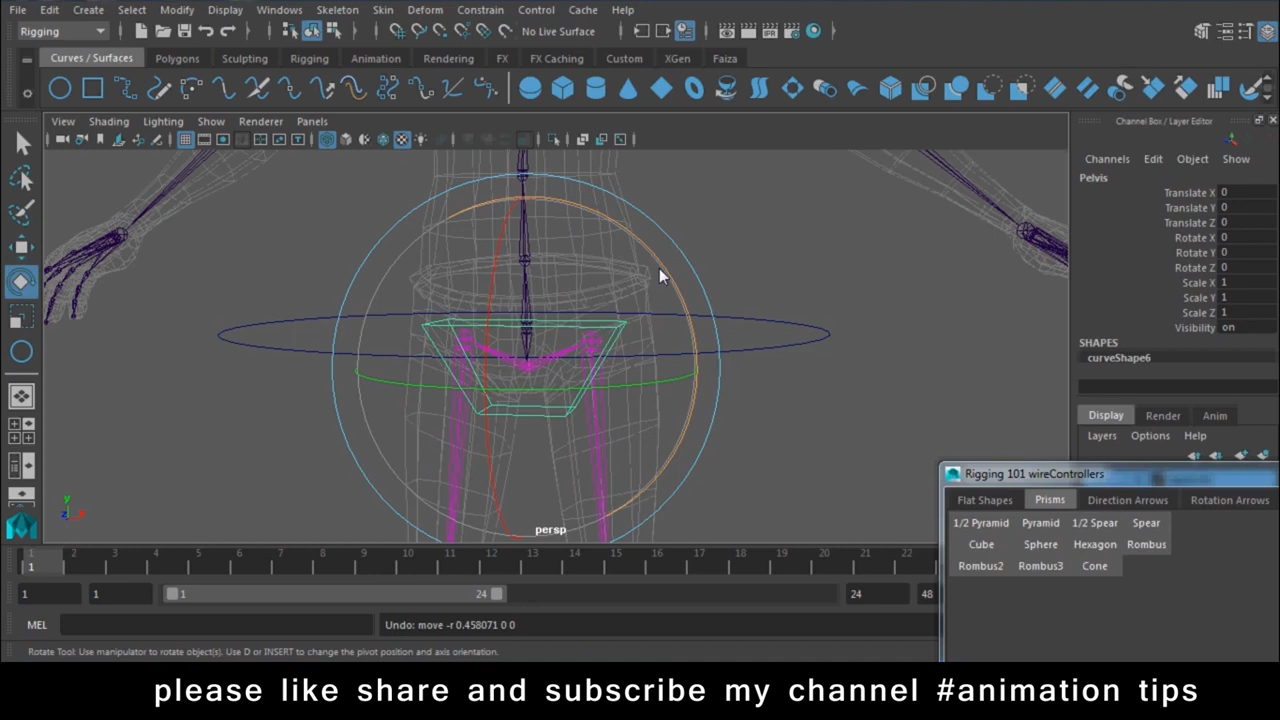 File Edit Create Select Modify Display Windows Skeleton Skin Deform Constrain Control Cache Help
Rigging No Live Surface
Curves / Surfaces Polygons Sculpting Rigging Animation Rendering FX FX Caching Custom XGen Faiza
View Shading Lighting Show Renderer Panels
Channel Box / Layer Editor
Channels Edit Object Show
Pelvis
Translate X 0
Translate Y 0
Translate Z 0
Rotate X 0
Rotate Y 0
Rotate Z 0
Scale X 1
Scale Y 1
Scale Z 1
Visibility on
SHAPES
curveShape6
Display Render Anim
Layers Options Help
Rigging 101 wireControllers
Flat Shapes Prisms Direction Arrows Rotation Arrows
1/2 Pyramid Pyramid 1/2 Spear Spear
Cube Sphere Hexagon Rombus
Rombus2 Rombus3 Cone
y
z x
persp
1 2 3 4 5 6 7 8 9 10 11 12 13 14 15 16 17 18 19 20 21 22
1
1 1 1 24 24 48
MEL Undo: move -r 0.458071 0 0
Rotate Tool: Use manipulator to rotate object(s). Use D or INSERT to change the pivot position and axis orientation.
please like share and subscribe my channel #animation tips